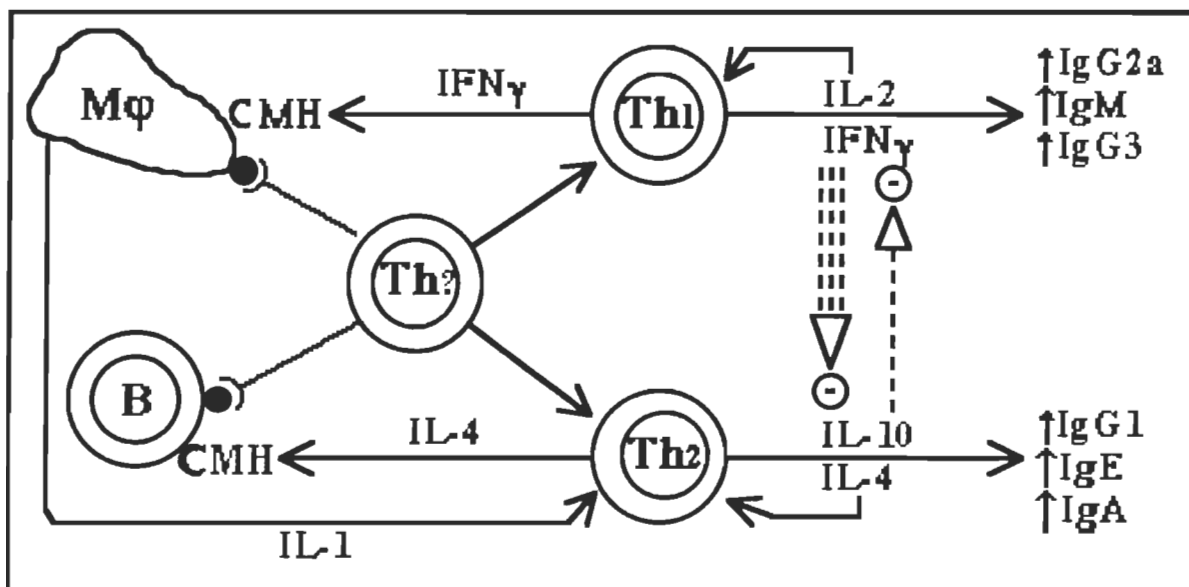 Mφ
CMH
IFNγ
Th1
IL-2
IFNγ
↑IgG2a
↑IgM
↑IgG3
-
Th?
-
B
CMH
IL-4
Th2
IL-10
IL-4
↑IgG1
↑IgE
↑IgA
IL-1